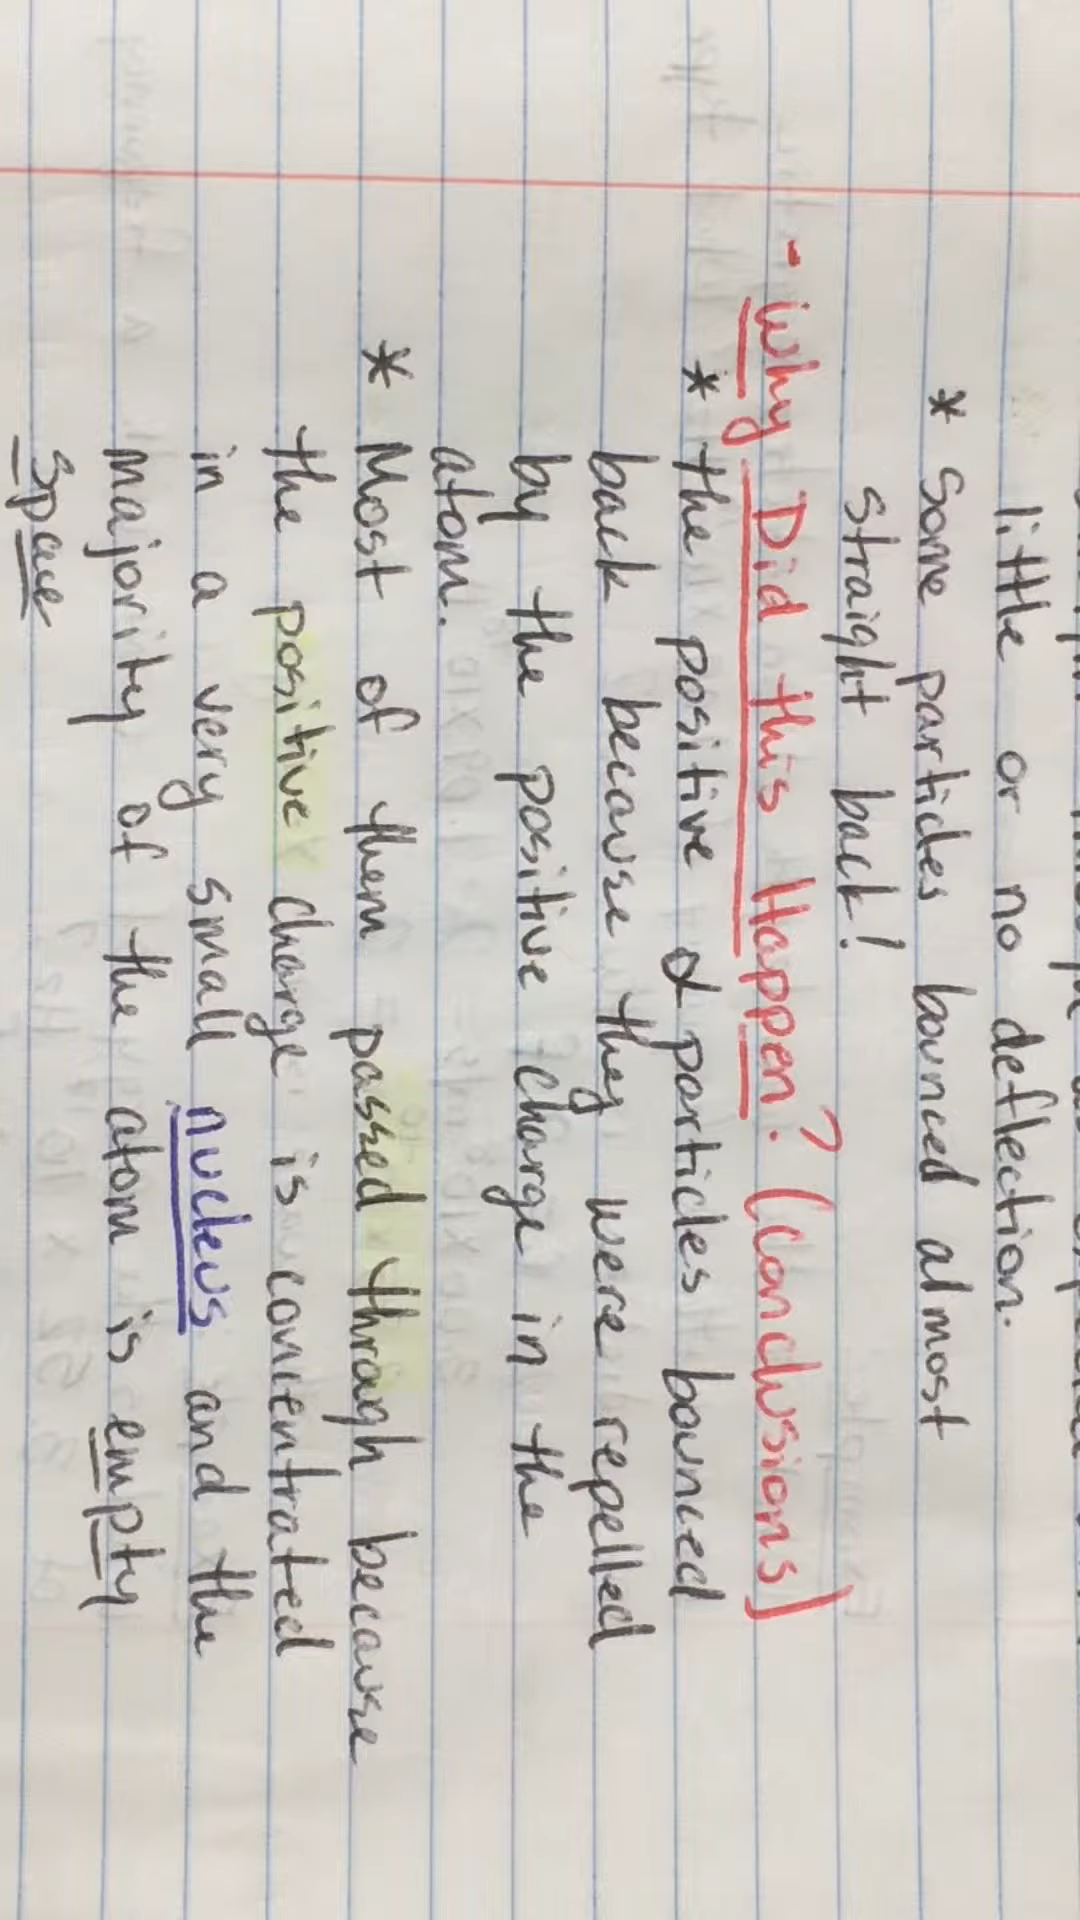 little or no deflection.
* Some particles bounced almost
straight back!
- Why Did this Happen? (Conclusions)
* the positive α particles bounced
back because they were repelled
by the positive charge in the
atom.
* Most of them passed through because
the positive charge is concentrated
in a very small nucleus and the
majority of the atom is empty
space